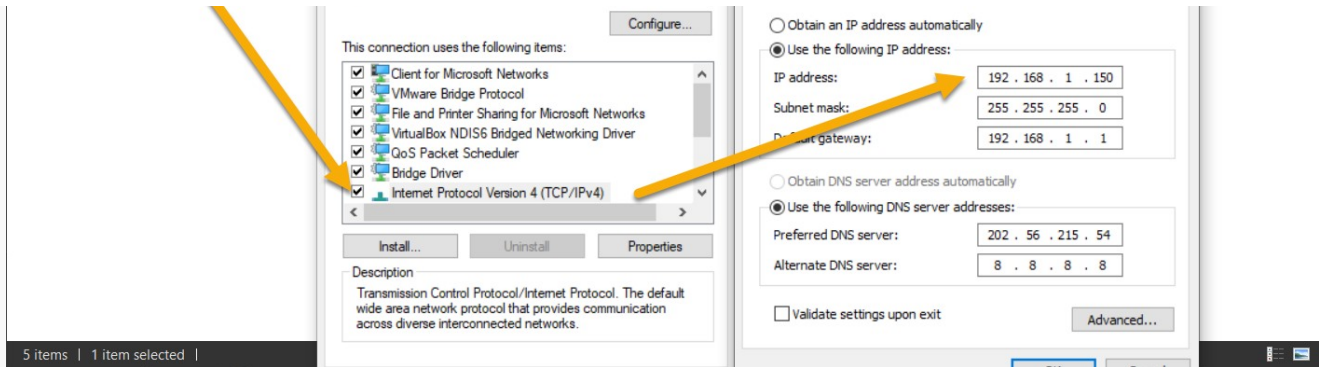 Configure...
This connection uses the following items:
Client for Microsoft Networks
VMware Bridge Protocol
File and Printer Sharing for Microsoft Networks
VirtualBox NDIS6 Bridged Networking Driver
QoS Packet Scheduler
Bridge Driver
Internet Protocol Version 4 (TCP/IPv4)
Install...
Uninstall
Properties
Description
Transmission Control Protocol/Internet Protocol. The default
wide area network protocol that provides communication
across diverse interconnected networks.
Obtain an IP address automatically
Use the following IP address:
IP address: 192 . 168 . 1 . 150
Subnet mask: 255 . 255 . 255 . 0
Default gateway: 192 . 168 . 1 . 1
Obtain DNS server address automatically
Use the following DNS server addresses:
Preferred DNS server: 202 . 56 . 215 . 54
Alternate DNS server: 8 . 8 . 8 . 8
Validate settings upon exit
Advanced...
5 items | 1 item selected |